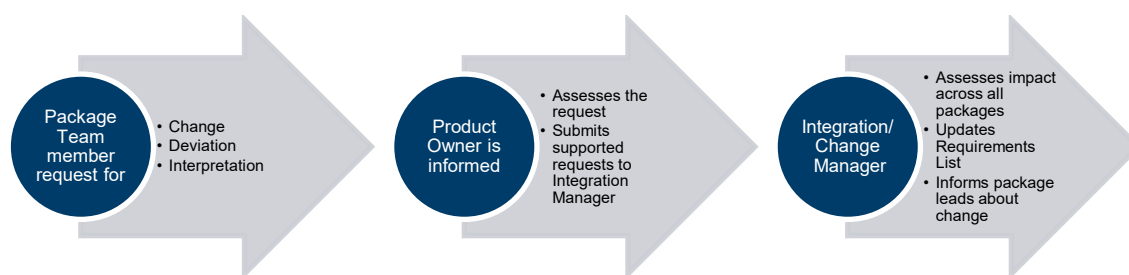 Package
Team
member
request for
• Change
• Deviation
• Interpretation
Product
Owner is
informed
• Assesses the
request
• Submits
supported
requests to
Integration
Manager
Integration/
Change
Manager
• Assesses impact
across all
packages
• Updates
Requirements
List
• Informs package
leads about
change